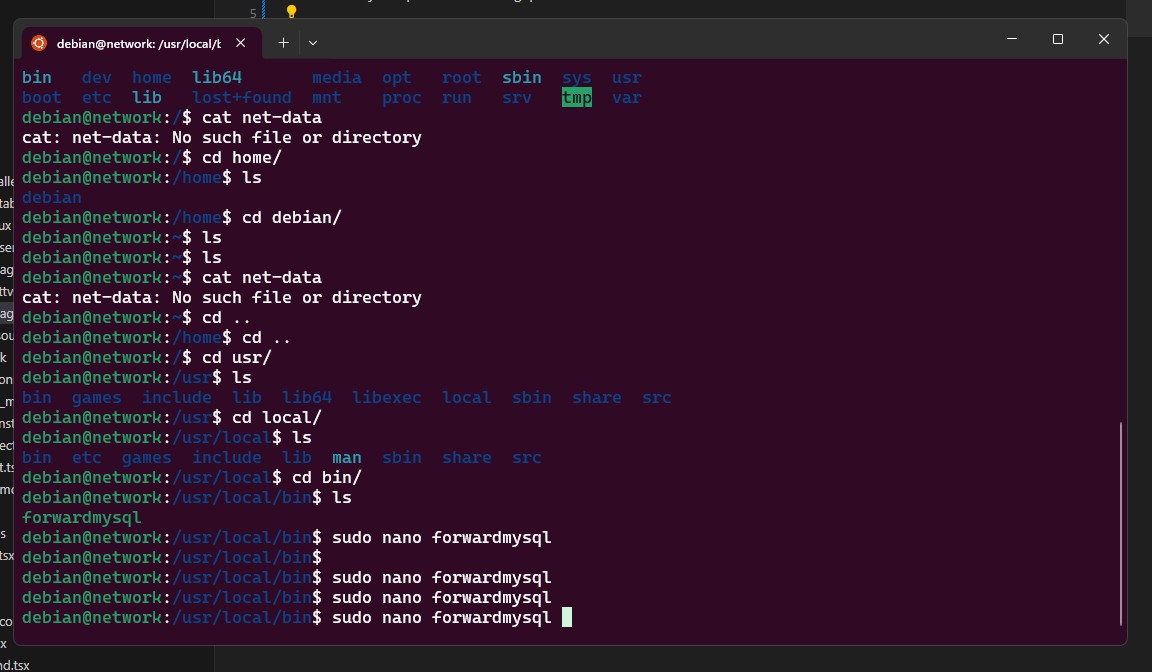 5
debian@network: /usr/local/b
bin dev home lib64 media opt root sbin sys usr
boot etc lib lost+found mnt proc run srv tmp var
debian@network:/$ cat net-data
cat: net-data: No such file or directory
debian@network:/$ cd home/
debian@network:/home$ ls
debian
debian@network:/home$ cd debian/
debian@network:~$ ls
debian@network:~$ ls
debian@network:~$ cat net-data
cat: net-data: No such file or directory
debian@network:~$ cd ..
debian@network:/home$ cd ..
debian@network:/$ cd usr/
debian@network:/usr$ ls
bin games include lib lib64 libexec local sbin share src
debian@network:/usr$ cd local/
debian@network:/usr/local$ ls
bin etc games include lib man sbin share src
debian@network:/usr/local$ cd bin/
debian@network:/usr/local/bin$ ls
forwardmysql
debian@network:/usr/local/bin$ sudo nano forwardmysql
debian@network:/usr/local/bin$
debian@network:/usr/local/bin$ sudo nano forwardmysql
debian@network:/usr/local/bin$ sudo nano forwardmysql
debian@network:/usr/local/bin$ sudo nano forwardmysql